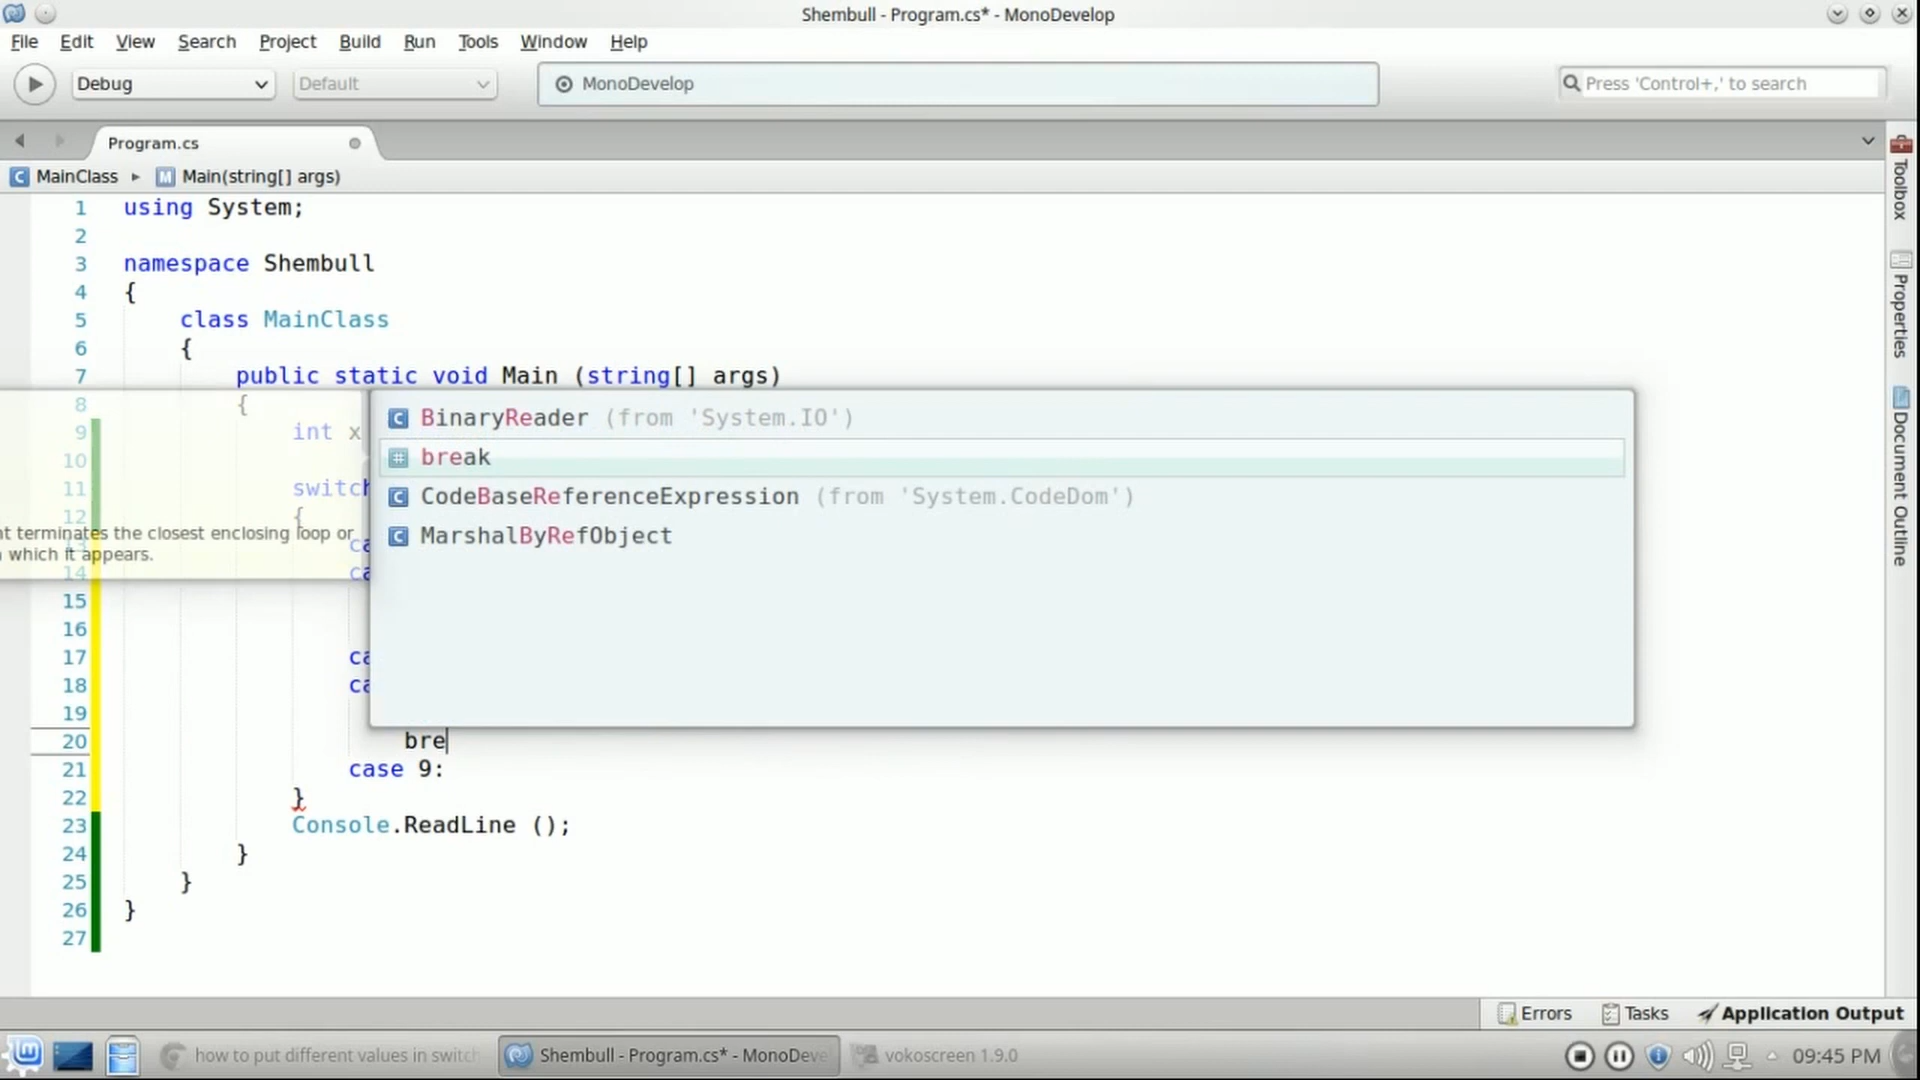 Shembull - Program.cs* - MonoDevelop
File Edit View Search Project Build Run Tools Window Help
Debug Default MonoDevelop Press 'Control+,' to search
Program.cs
MainClass Main(string[] args)
1 using System;
2
3 namespace Shembull
4 {
5 class MainClass
6 {
7 public static void Main (string[] args)
8 {
9 int x
10
11 switch
12 {
13 ca
14 ca
15
16
17 ca
18 ca
19
20 bre
21 case 9:
22 }
23 Console.ReadLine ();
24 }
25 }
26 }
27
nt terminates the closest enclosing loop or
which it appears.
BinaryReader (from 'System.IO')
break
CodeBaseReferenceExpression (from 'System.CodeDom')
MarshalByRefObject
Toolbox
Properties
Document Outline
Errors Tasks Application Output
how to put different values in switch Shembull - Program.cs* - MonoDeve vokoscreen 1.9.0 09:45 PM